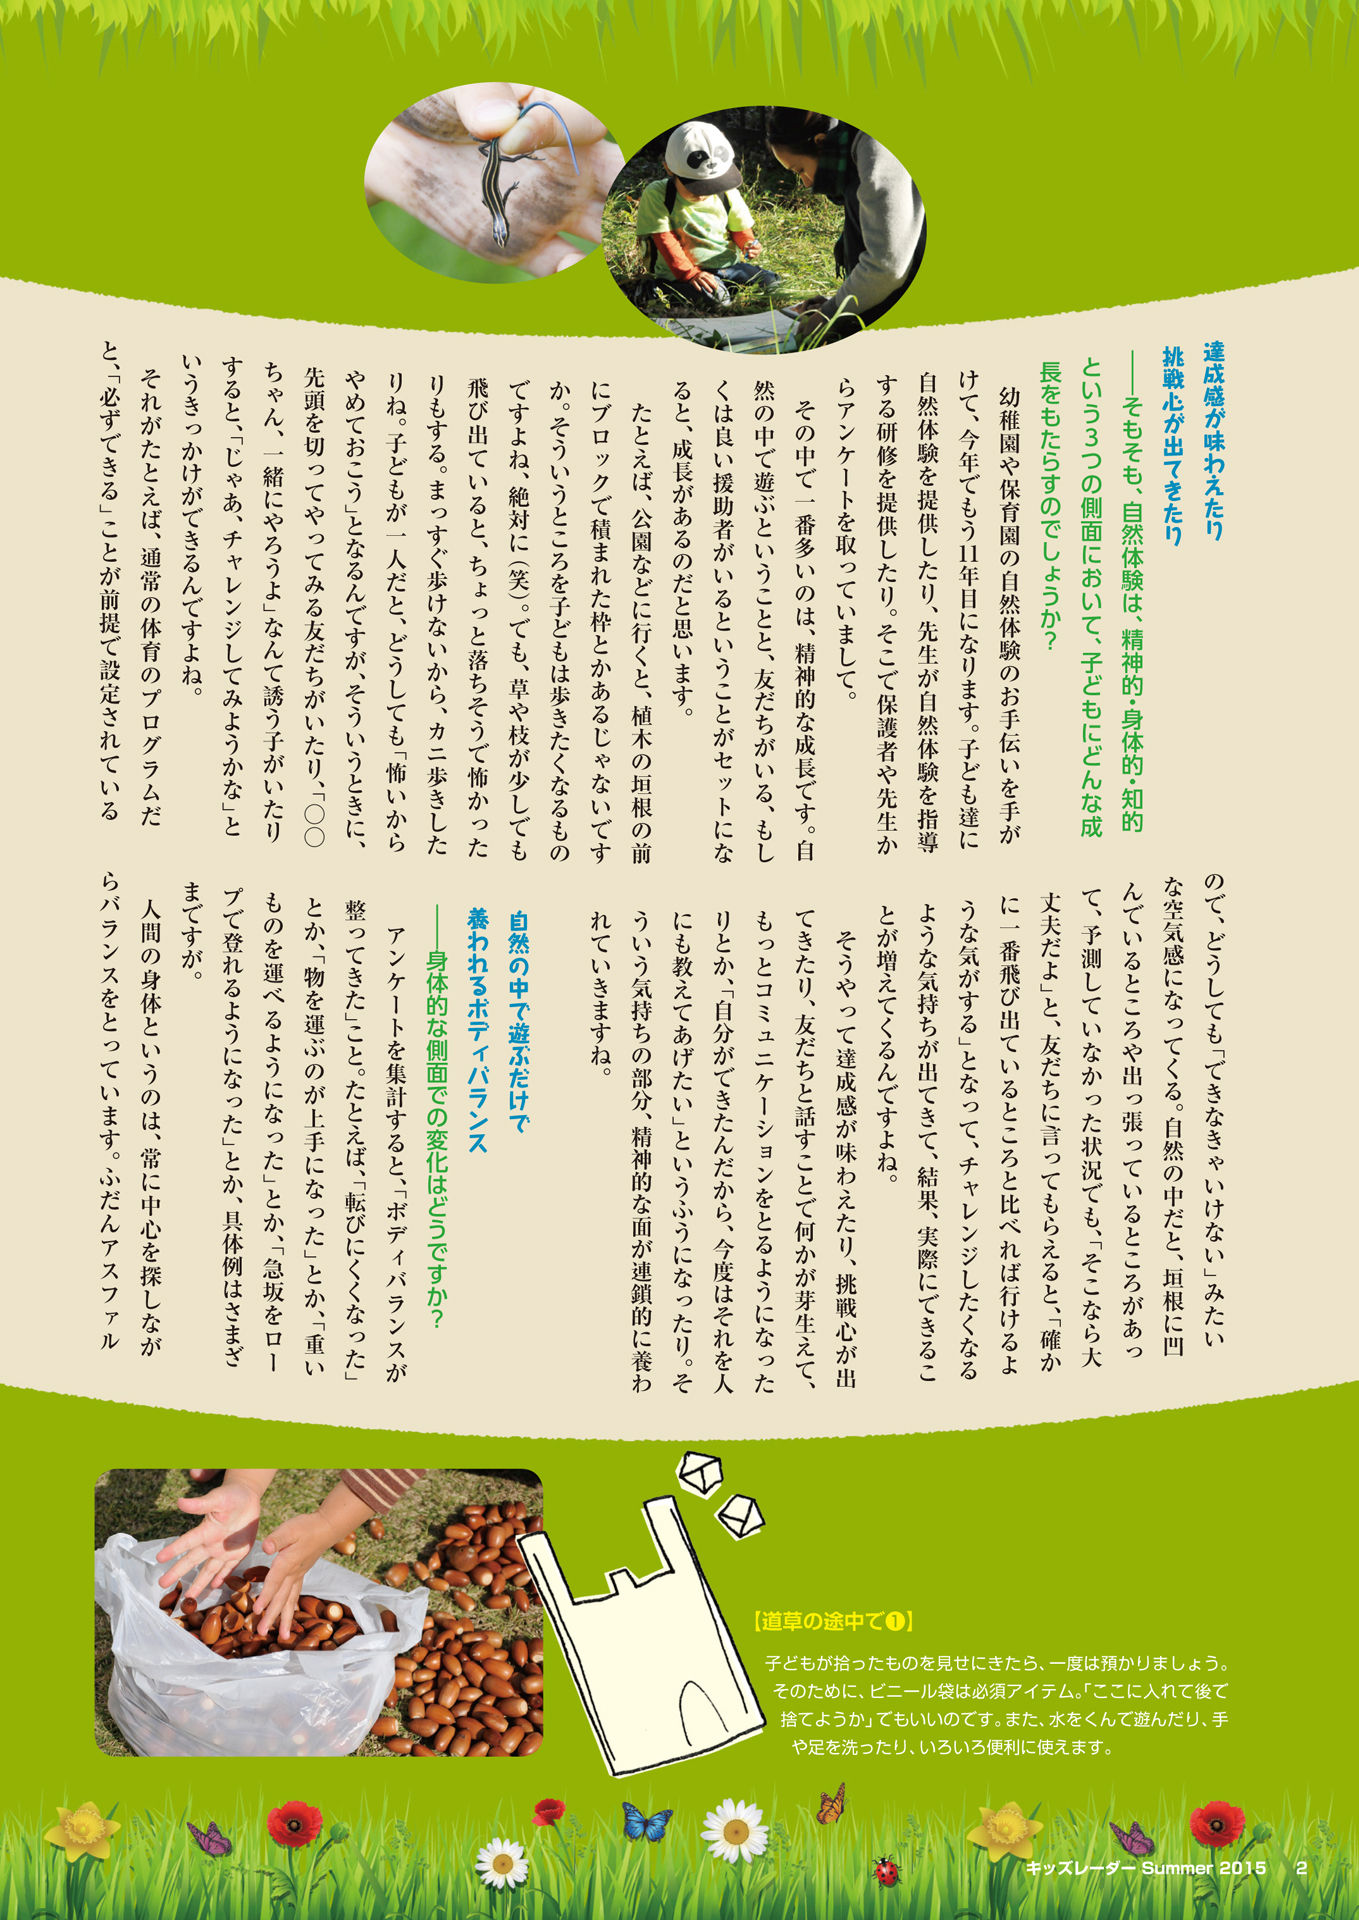 達成感が味わえたり
挑戦心が出てきたり
――そもそも、自然体験は、精神的・身体的・知的
という3つの側面において、子どもにどんな成
長をもたらすのでしょうか?
幼稚園や保育園の自然体験のお手伝いを手が
けて、今年でもう11年目になります。子ども達に
自然体験を提供したり、先生が自然体験を指導
する研修を提供したり。そこで保護者や先生か
らアンケートを取っていまして。
その中で一番多いのは、精神的な成長です。自
然の中で遊ぶということと、友だちがいる、もし
くは良い援助者がいるということがセットにな
ると、成長があるのだと思います。
たとえば、公園などに行くと、植木の垣根の前
にブロックで積まれた枠とかあるじゃないです
か。そういうところを子どもは歩きたくなるもの
ですよね、絶対に(笑)。でも、草や枝が少しでも
飛び出ていると、ちょっと落ちそうで怖かった
りもする。まっすぐ歩けないから、カニ歩きした
りね。子どもが一人だと、どうしても「怖いから
やめておこう」となるんですが、そういうときに、
先頭を切ってやってみる友だちがいたり、「〇〇
ちゃん、一緒にやろうよ」なんて誘う子がいたり
すると、「じゃあ、チャレンジしてみようかな」と
いうきっかけができるんですよね。
それがたとえば、通常の体育のプログラムだ
と、「必ずできる」ことが前提で設定されている
ので、どうしても「できなきゃいけない」みたい
な空気感になってくる。自然の中だと、垣根に凹
んでいるところや出っ張っているところがあっ
て、予測していなかった状況でも、「そこなら大
丈夫だよ」と、友だちに言ってもらえると、「確か
に一番飛び出ているところと比べれば行けるよ
うな気がする」となって、チャレンジしたくなる
ような気持ちが出てきて、結果、実際にできるこ
とが増えてくるんですよね。
そうやって達成感が味わえたり、挑戦心が出
てきたり、友だちと話すことで何かが芽生えて、
もっとコミュニケーションをとるようになった
りとか、「自分ができたんだから、今度はそれを人
にも教えてあげたい」というふうになったり。そ
ういう気持ちの部分、精神的な面が連鎖的に養わ
れていきますね。
自然の中で遊ぶだけで
養われるボディバランス
――身体的な側面での変化はどうですか?
アンケートを集計すると、「ボディバランスが
整ってきた」こと。たとえば、「転びにくくなった」
とか、「物を運ぶのが上手になった」とか、「重い
ものを運べるようになった」とか、「急坂をロー
プで登れるようになった」とか、具体例はさまざ
まですが。
人間の身体というのは、常に中心を探しなが
らバランスをとっています。ふだんアスファル
【道草の途中で❶】
子どもが拾ったものを見せにきたら、一度は預かりましょう。
そのために、ビニール袋は必須アイテム。「ここに入れて後で
捨てようか」でもいいのです。また、水をくんで遊んだり、手
や足を洗ったり、いろいろ便利に使えます。
キッズレーダー Summer 2015 2